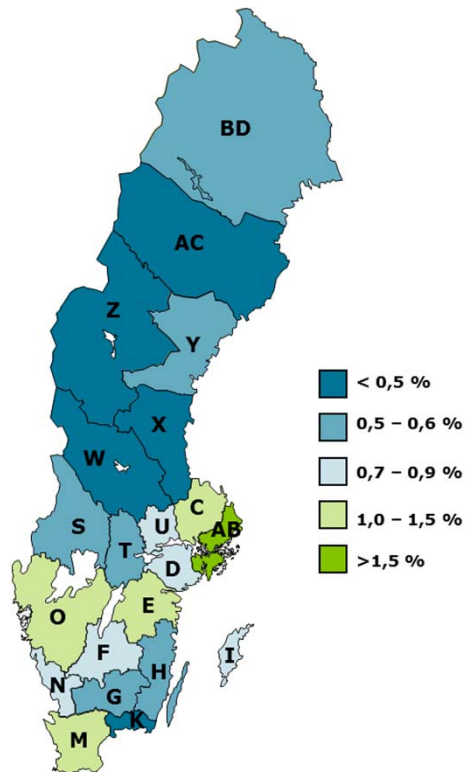 BD
AC
Z
Y
< 0,5 %
X
0,5 – 0,6 %
W
0,7 – 0,9 %
C
S
U
AB
1,0 – 1,5 %
T
D
>1,5 %
E
O
F
I
H
N
G
K
M